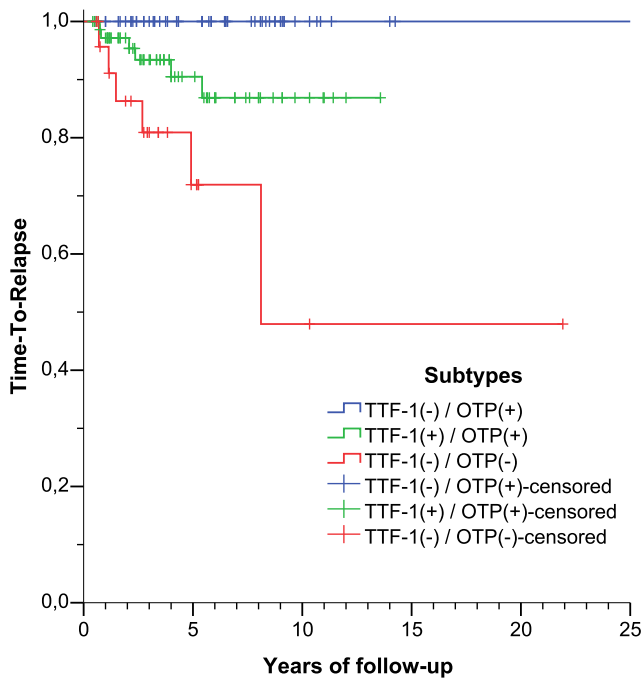 1,0
0,8
0,6
0,4
0,2
0,0
Time-To-Relapse
Subtypes
TTF-1(-) / OTP(+)
TTF-1(+) / OTP(+)
TTF-1(-) / OTP(-)
TTF-1(-) / OTP(+)-censored
TTF-1(+) / OTP(+)-censored
TTF-1(-) / OTP(-)-censored
0 5 10 15 20 25
Years of follow-up